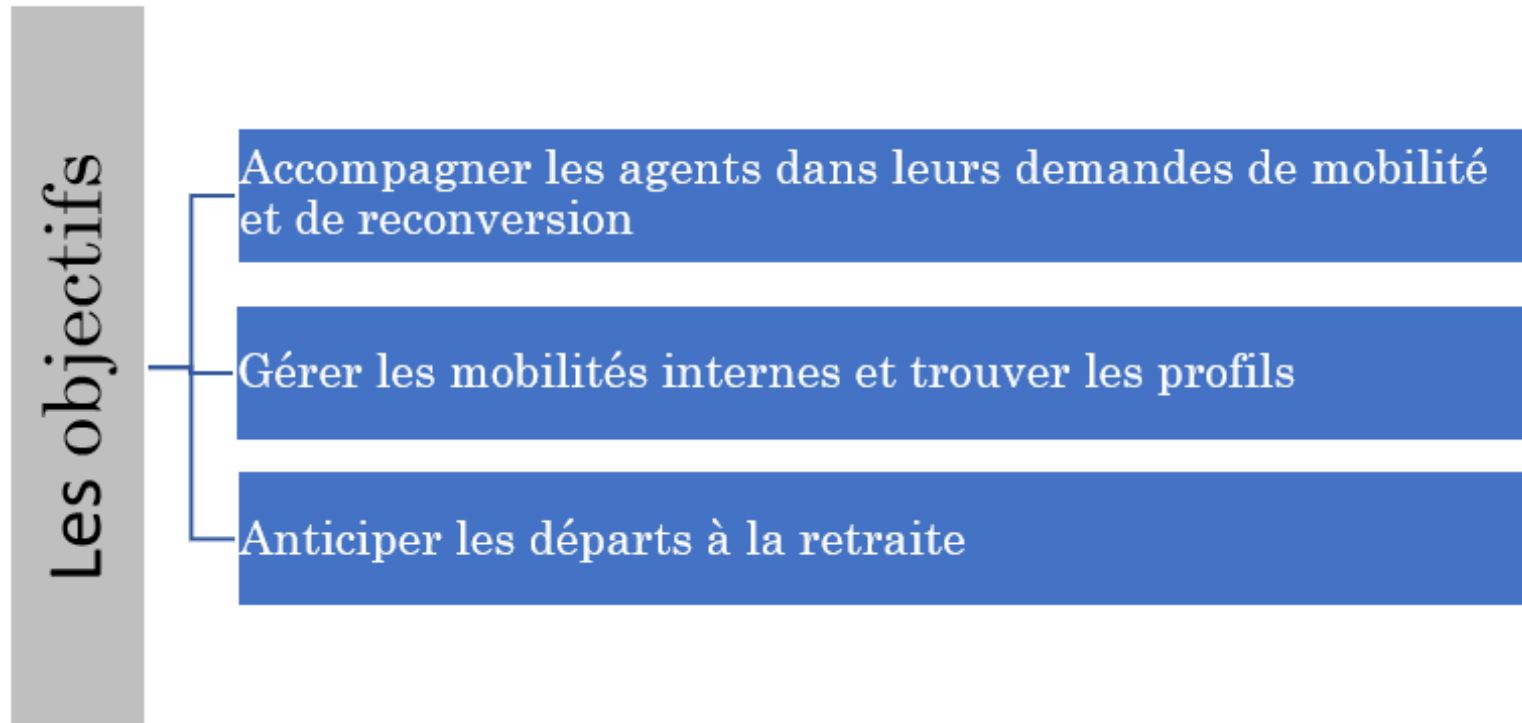 Les objectifs
Accompagner les agents dans leurs demandes de mobilité
et de reconversion
Gérer les mobilités internes et trouver les profils
Anticiper les départs à la retraite